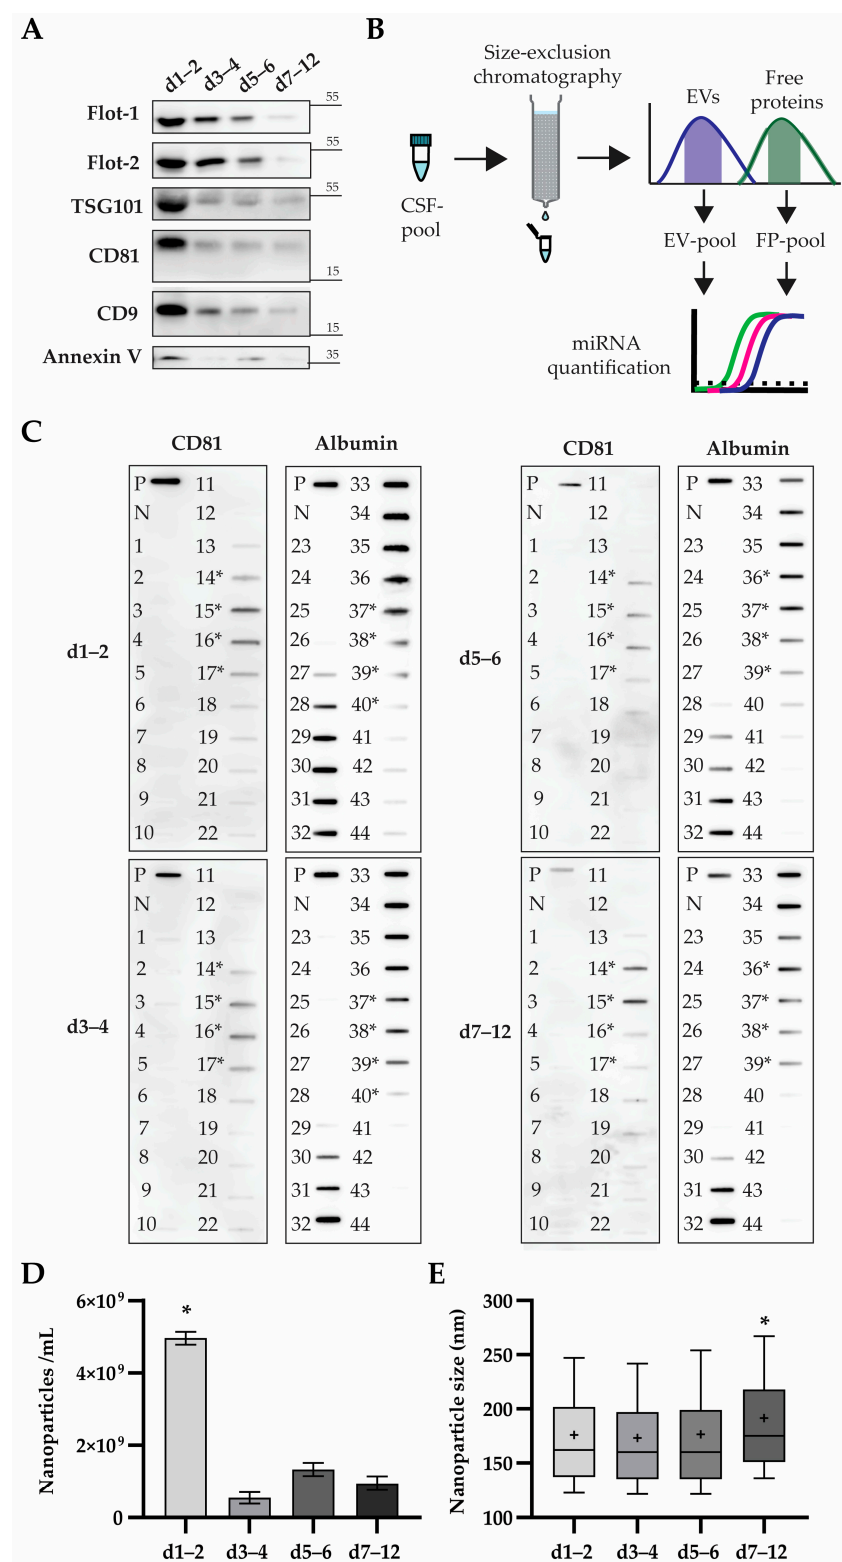 A
d1–2 d3–4 d5–6 d7–12
Flot-1
55
Flot-2
55
TSG101
55
CD81
15
CD9
15
Annexin V
35
B
Size-exclusion
chromatography
CSF-
pool
EVs
Free
proteins
EV-pool FP-pool
miRNA
quantification
C
d1–2
CD81 Albumin
P 11 P 33
N 12 N 34
1 13 23 35
2 14* 24 36
3 15* 25 37*
4 16* 26 38*
5 17* 27 39*
6 18 28 40*
7 19 29 41
8 20 30 42
9 21 31 43
10 22 32 44
d5–6
CD81 Albumin
P 11 P 33
N 12 N 34
1 13 23 35
2 14* 24 36*
3 15* 25 37*
4 16* 26 38*
5 17* 27 39*
6 18 28 40
7 19 29 41
8 20 30 42
9 21 31 43
10 22 32 44
d3–4
P 11 P 33
N 12 N 34
1 13 23 35
2 14* 24 36
3 15* 25 37*
4 16* 26 38*
5 17* 27 39*
6 18 28 40*
7 19 29 41
8 20 30 42
9 21 31 43
10 22 32 44
d7–12
P 11 P 33
N 12 N 34
1 13 23 35
2 14* 24 36*
3 15* 25 37*
4 16* 26 38*
5 17* 27 39*
6 18 28 40
7 19 29 41
8 20 30 42
9 21 31 43
10 22 32 44
D
Nanoparticles /mL
6×10⁹
4×10⁹
2×10⁹
0
*
d1–2 d3–4 d5–6 d7–12
E
Nanoparticle size (nm)
300
250
200
150
100
*
+ + + +
d1–2 d3–4 d5–6 d7–12